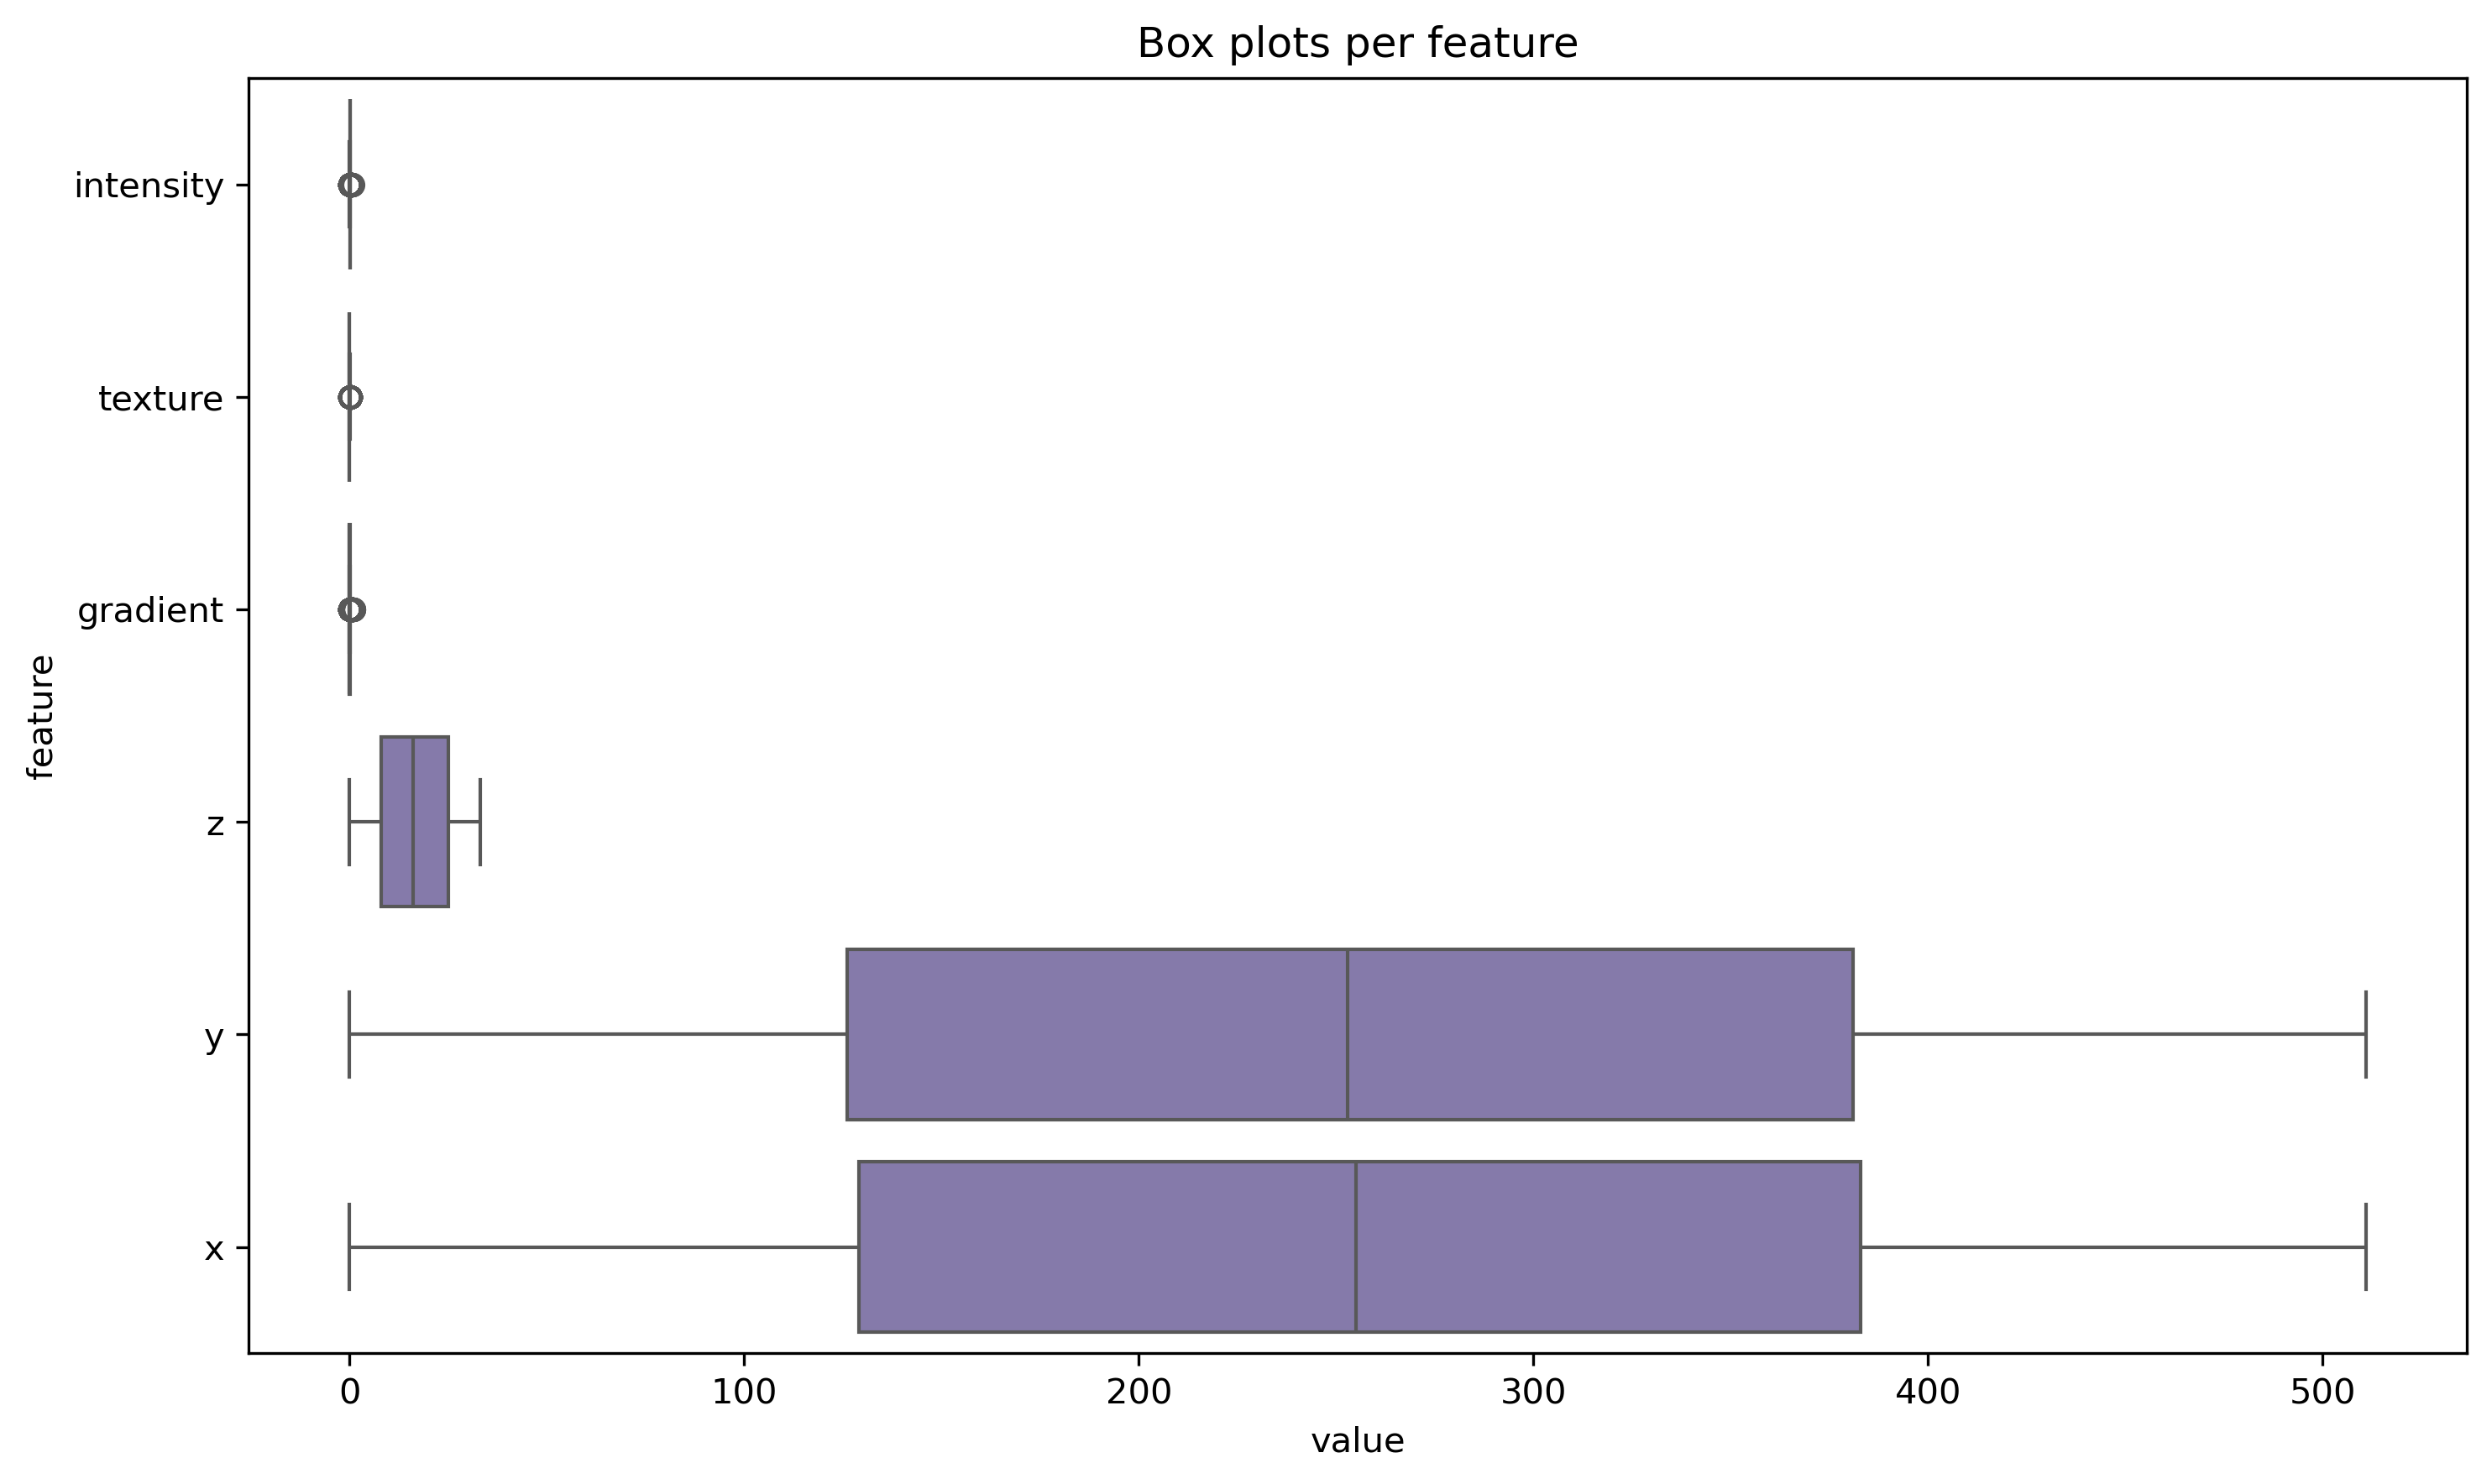 Box plots per feature
intensity
texture
gradient
z
y
x
feature
0 100 200 300 400 500
value